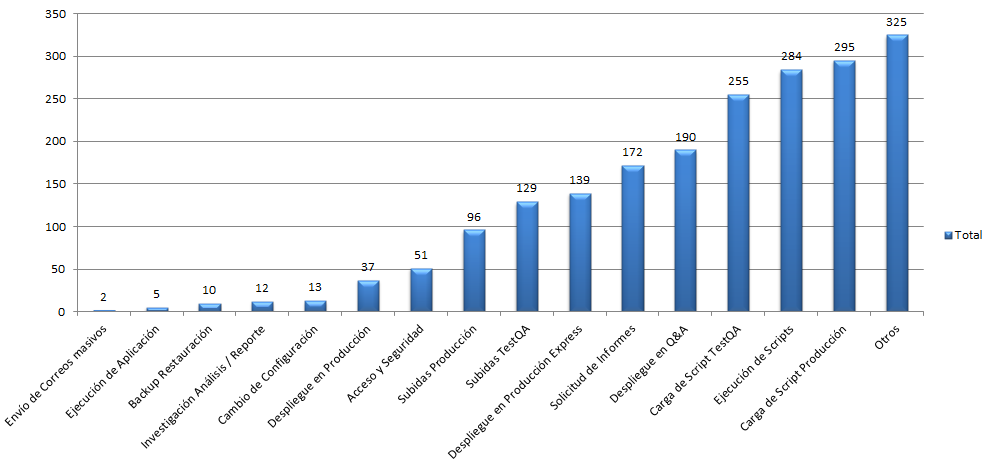 350
300
250
200
150
100
50
0
2
5
10
12
13
37
51
96
129
139
172
190
255
284
295
325
Envío de Correos masivos
Ejecución de Aplicación
Backup Restauración
Investigación Análisis / Reporte
Cambio de Configuración
Despliegue en Producción
Acceso y Seguridad
Subidas Producción
Subidas TestQA
Despliegue en Producción Express
Solicitud de Informes
Despliegue en Q&A
Carga de Script TestQA
Ejecución de Scripts
Carga de Script Producción
Otros
Total